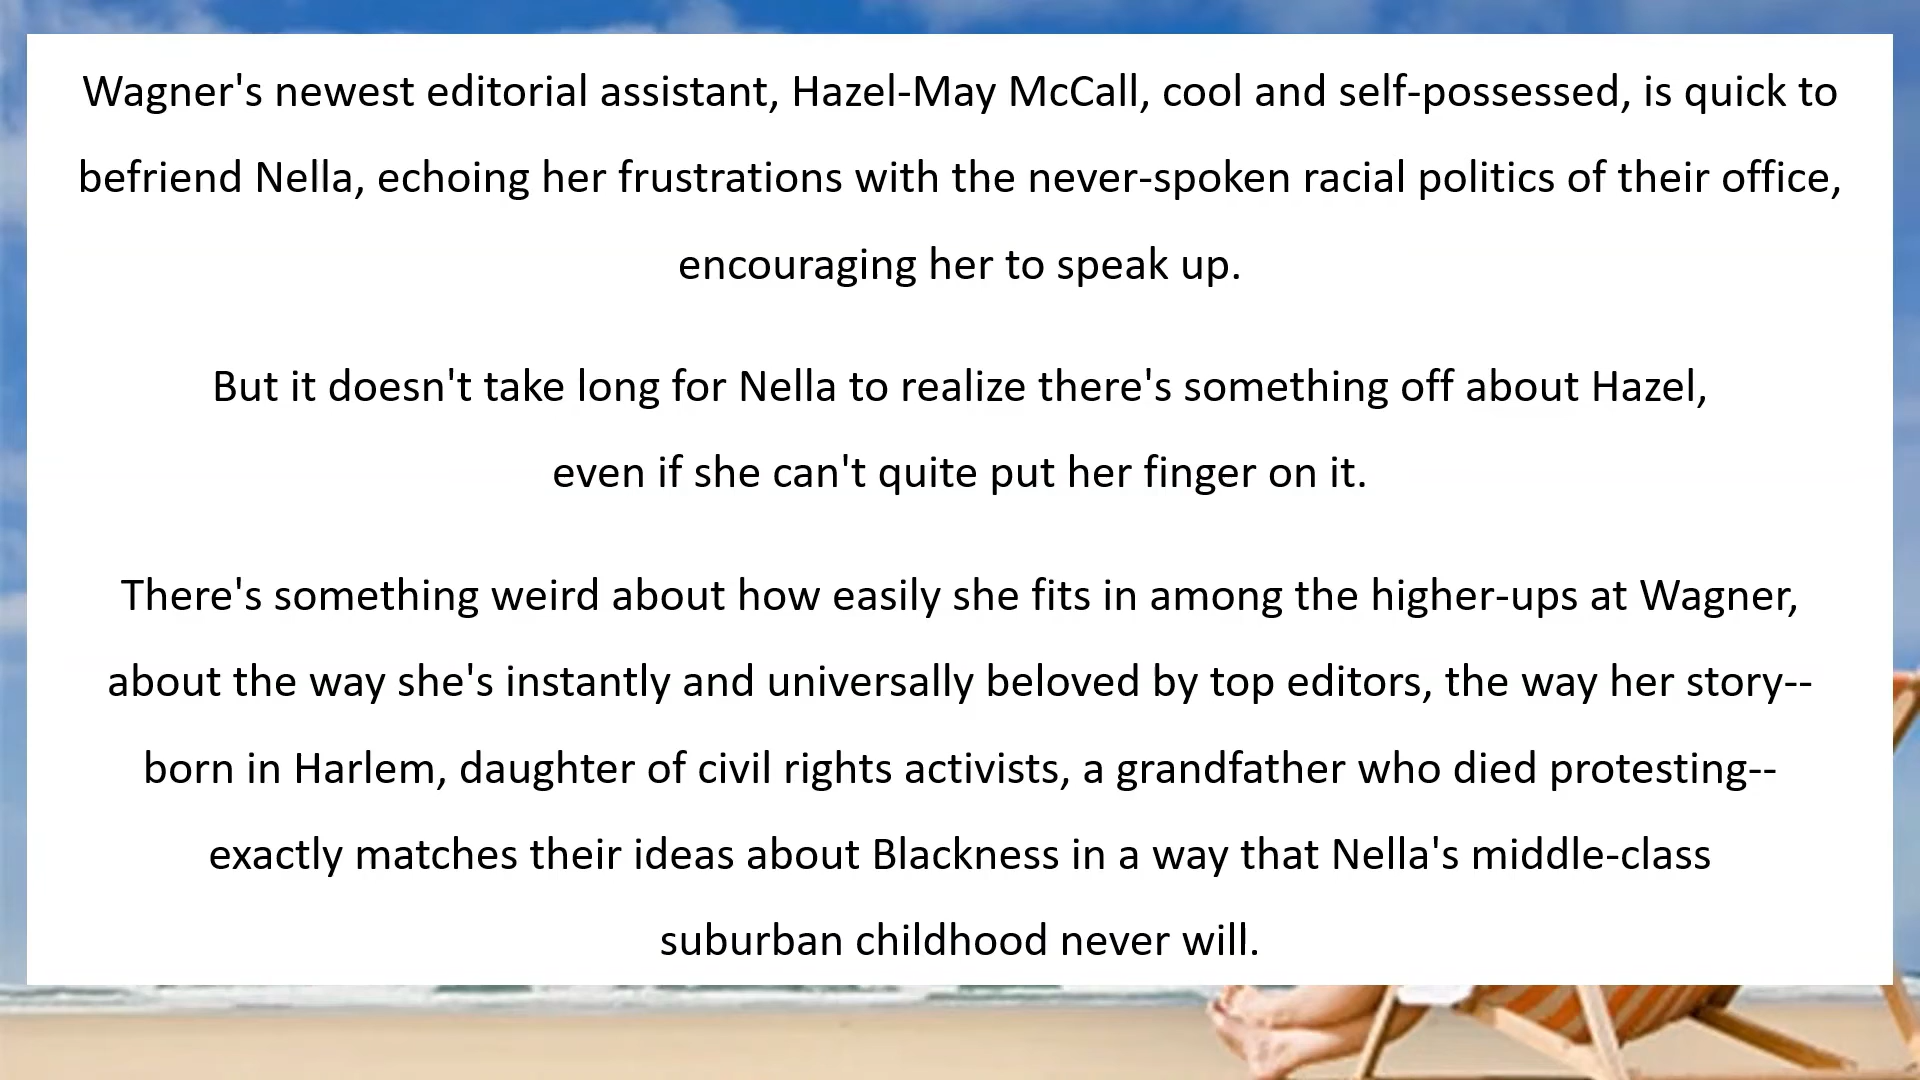 Wagner's newest editorial assistant, Hazel-May McCall, cool and self-possessed, is quick to
befriend Nella, echoing her frustrations with the never-spoken racial politics of their office,
encouraging her to speak up.
But it doesn't take long for Nella to realize there's something off about Hazel,
even if she can't quite put her finger on it.
There's something weird about how easily she fits in among the higher-ups at Wagner,
about the way she's instantly and universally beloved by top editors, the way her story--
born in Harlem, daughter of civil rights activists, a grandfather who died protesting--
exactly matches their ideas about Blackness in a way that Nella's middle-class
suburban childhood never will.